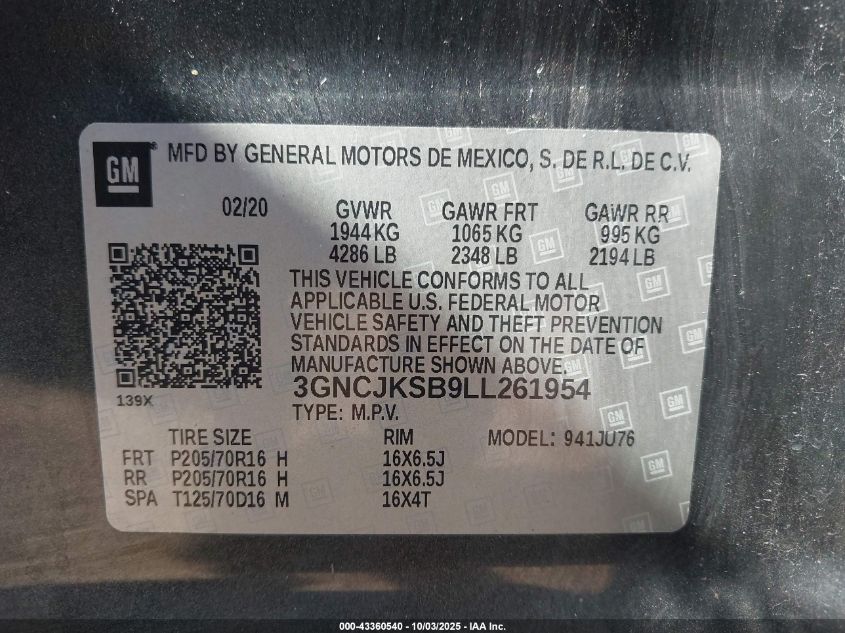 GM
MFD BY GENERAL MOTORS DE MEXICO, S. DE R.L. DE C.V.
02/20 GVWR GAWR FRT GAWR RR
1944 KG 1065 KG 995 KG
4286 LB 2348 LB 2194 LB
THIS VEHICLE CONFORMS TO ALL
APPLICABLE U.S. FEDERAL MOTOR
VEHICLE SAFETY AND THEFT PREVENTION
STANDARDS IN EFFECT ON THE DATE OF
MANUFACTURE SHOWN ABOVE.
3GNCJKSB9LL261954
139X
TYPE: M.P.V.
TIRE SIZE RIM MODEL: 941JU76
FRT P205/70R16 H 16X6.5J
RR P205/70R16 H 16X6.5J
SPA T125/70D16 M 16X4T
000-43360540 - 10/03/2025 - IAA Inc.